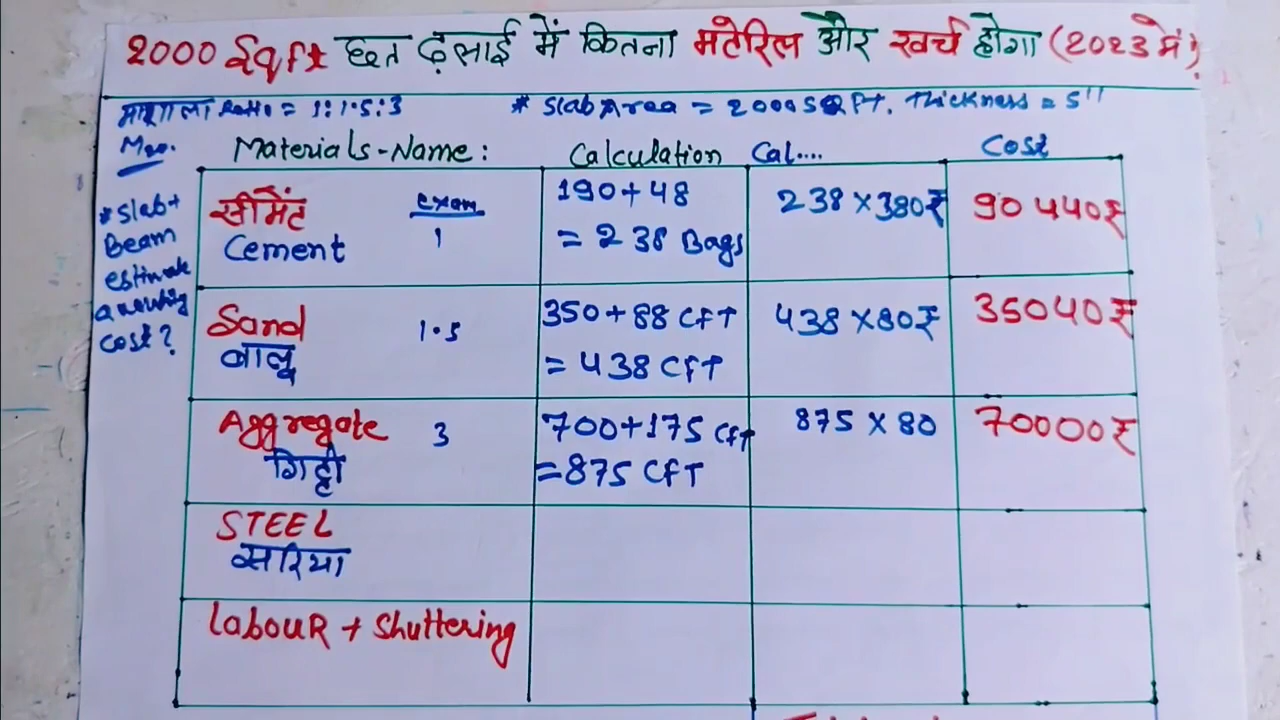 2000 Sqft छत ढ़लाई में कितना मटेरिल और खर्च होगा (2023 में)!
माशाला Ratio = 1:1.5:3 * Slab Area = 2000 SQFT. Thickness = 5"
M20.
Materials-Name: Calculation Cal.... Cost
* Slab +
Beam
estimate
cost?
सीमेंट exam 190+48 238 × 380₹ 90440₹
Cement 1 = 238 Bags
Sand 1.5 350+88 CFT 438 × 80₹ 35040₹
बालू = 438 CFT
Aggregate 3 700+175 CFT 875 × 80 70000₹
गिट्टी = 875 CFT
STEEL
सरिया
Labour + Shuttering